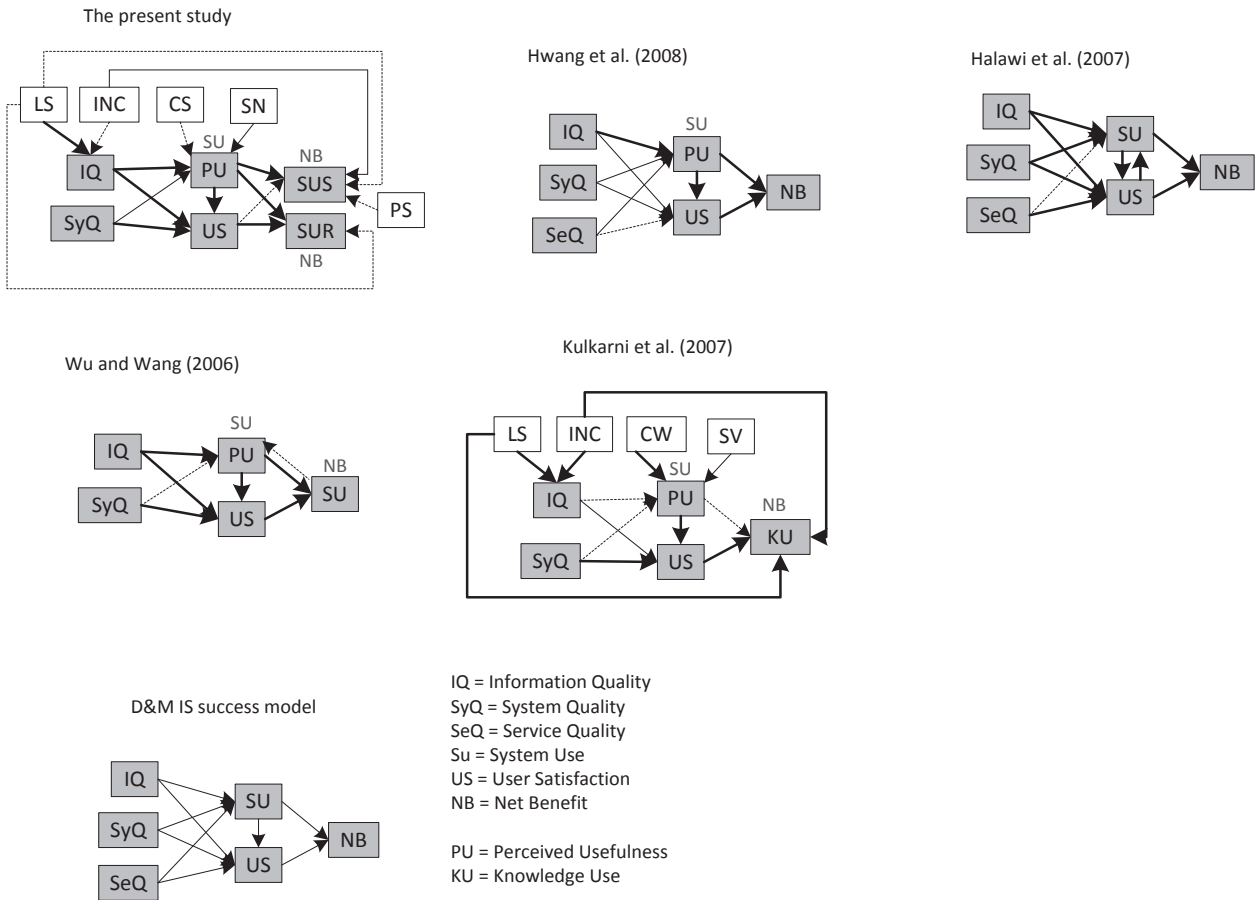 The present study
LS
INC
CS
SN
SU
IQ
PU
NB
SUS
PS
SyQ
US
SUR
NB
Hwang et al. (2008)
IQ
SU
PU
SyQ
NB
SeQ
US
Halawi et al. (2007)
IQ
SU
SyQ
NB
SeQ
US
Wu and Wang (2006)
SU
IQ
PU
NB
SU
SyQ
US
Kulkarni et al. (2007)
LS
INC
CW
SV
SU
IQ
PU
NB
KU
SyQ
US
D&M IS success model
IQ
SU
SyQ
NB
US
SeQ
IQ = Information Quality
SyQ = System Quality
SeQ = Service Quality
Su = System Use
US = User Satisfaction
NB = Net Benefit
PU = Perceived Usefulness
KU = Knowledge Use